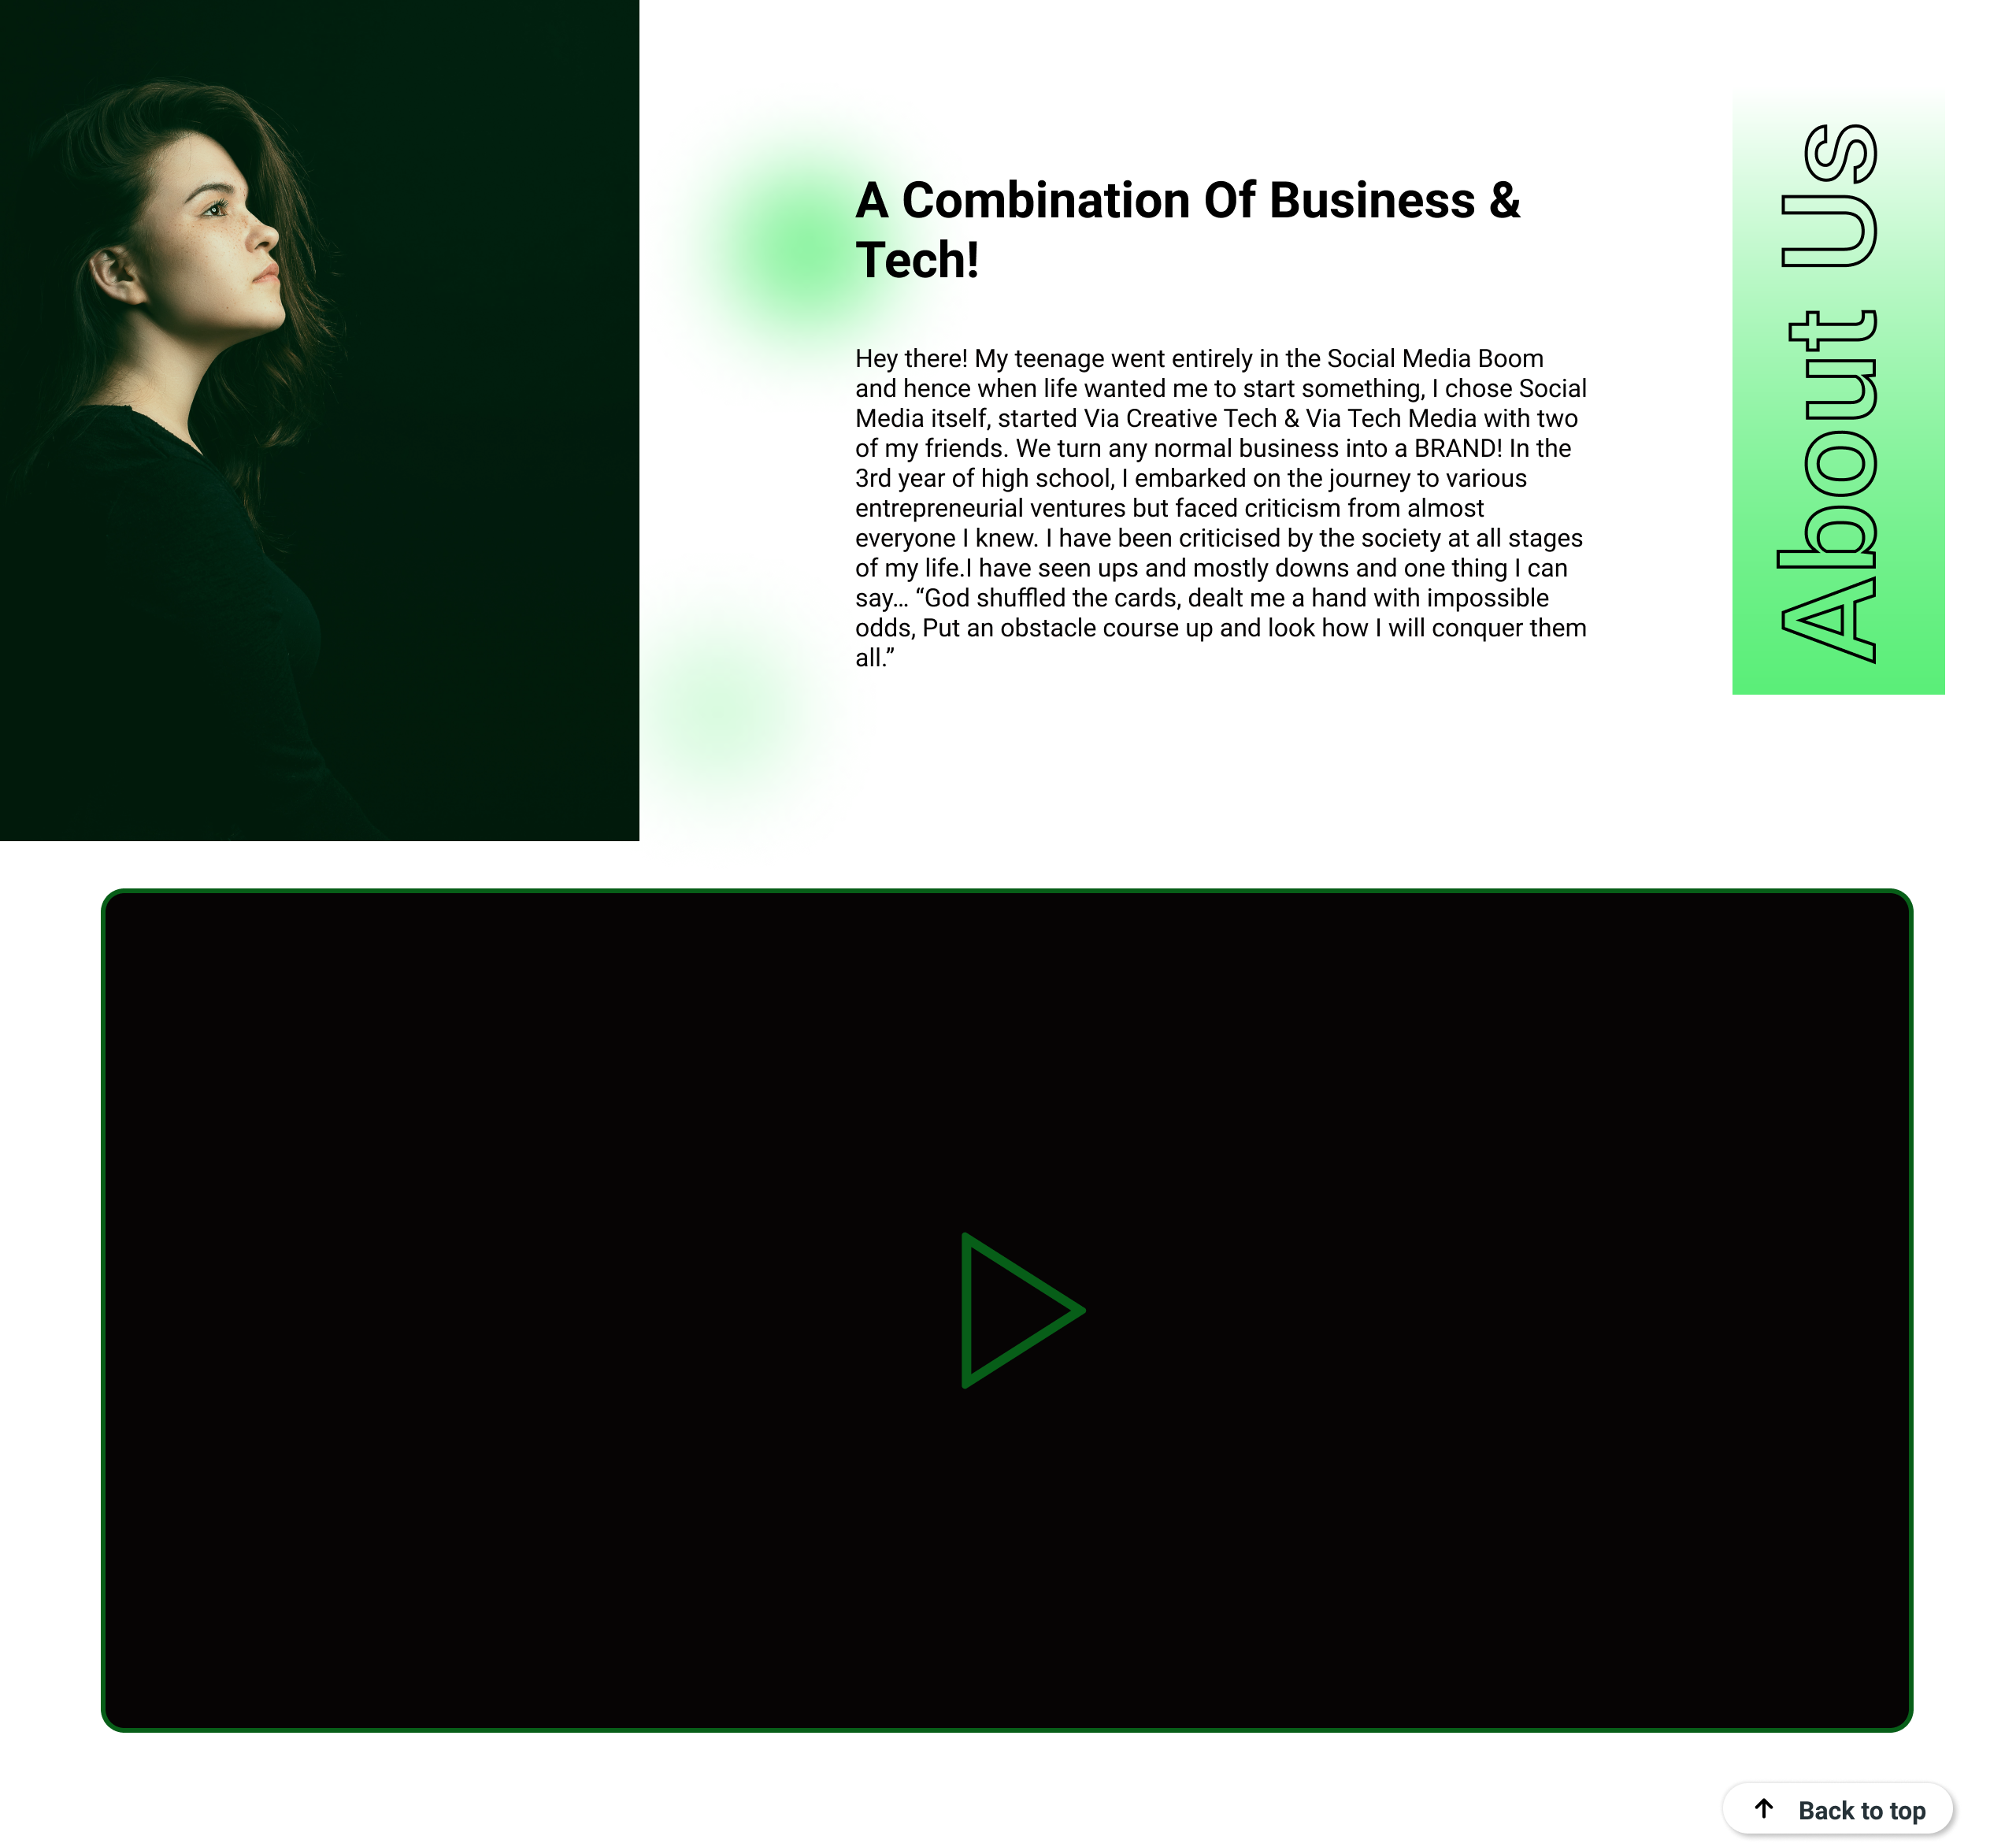 A Combination Of Business &
Tech!
Hey there! My teenage went entirely in the Social Media Boom
and hence when life wanted me to start something, I chose Social
Media itself, started Via Creative Tech & Via Tech Media with two
of my friends. We turn any normal business into a BRAND! In the
3rd year of high school, I embarked on the journey to various
entrepreneurial ventures but faced criticism from almost
everyone I knew. I have been criticised by the society at all stages
of my life.I have seen ups and mostly downs and one thing I can
say... “God shuffled the cards, dealt me a hand with impossible
odds, Put an obstacle course up and look how I will conquer them
all.”
About Us
Back to top